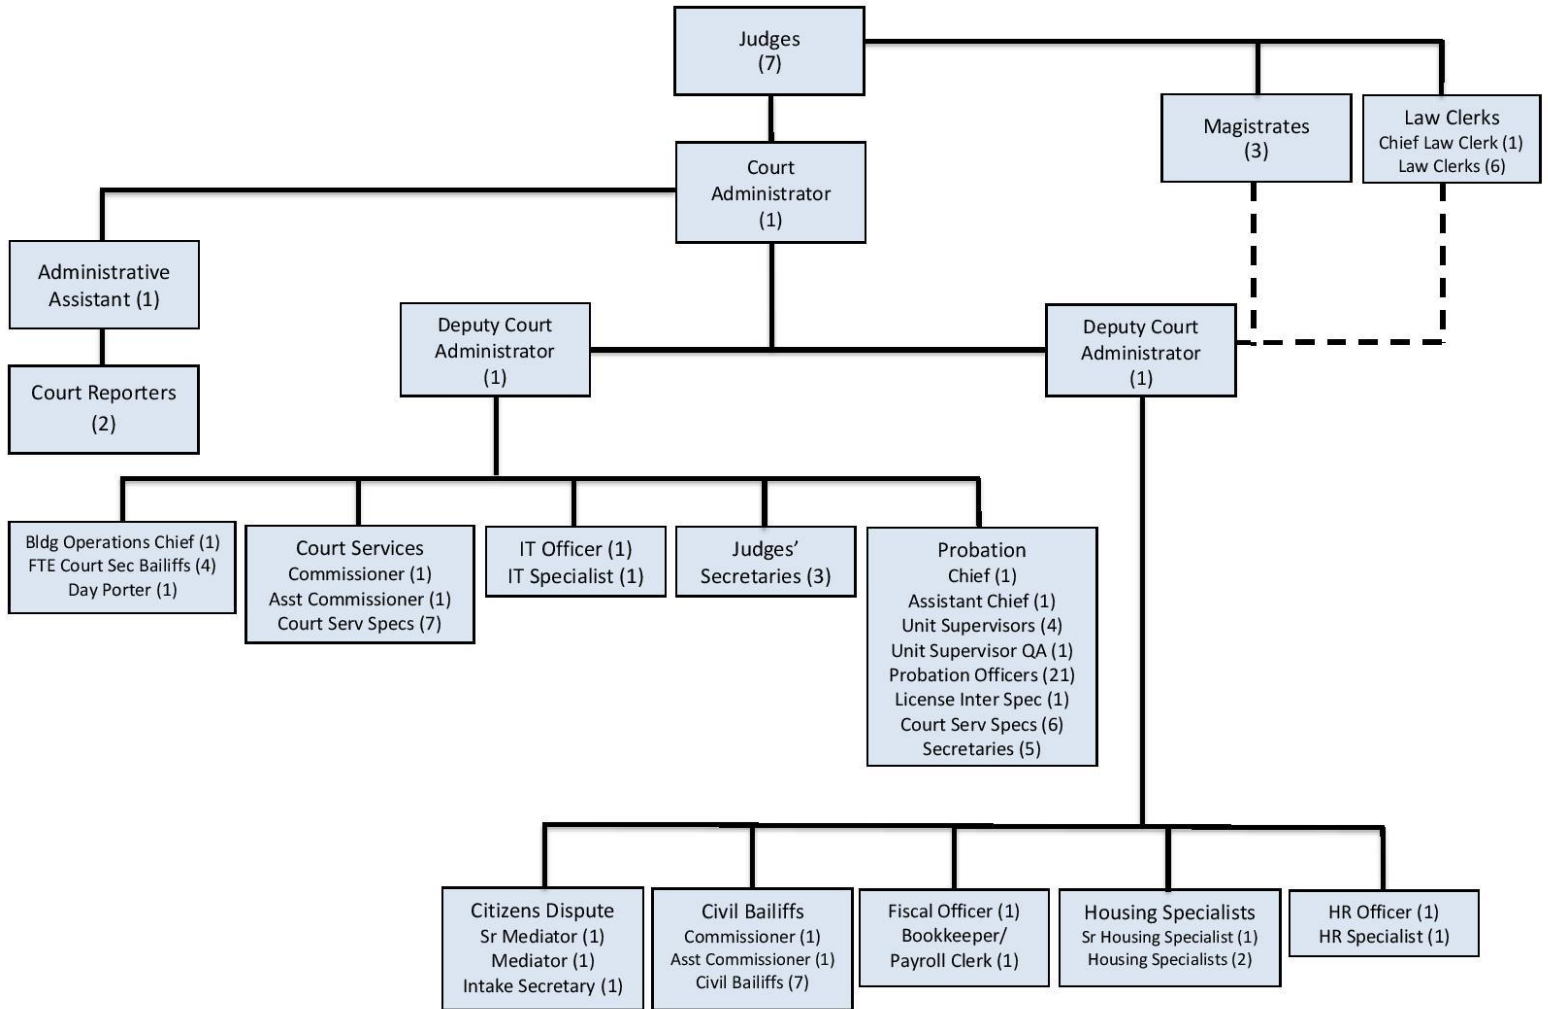 Judges
(7)
Magistrates
(3)
Law Clerks
Chief Law Clerk (1)
Law Clerks (6)
Court
Administrator
(1)
Administrative
Assistant (1)
Court Reporters
(2)
Deputy Court
Administrator
(1)
Deputy Court
Administrator
(1)
Bldg Operations Chief (1)
FTE Court Sec Bailiffs (4)
Day Porter (1)
Court Services
Commissioner (1)
Asst Commissioner (1)
Court Serv Specs (7)
IT Officer (1)
IT Specialist (1)
Judges’
Secretaries (3)
Probation
Chief (1)
Assistant Chief (1)
Unit Supervisors (4)
Unit Supervisor QA (1)
Probation Officers (21)
License Inter Spec (1)
Court Serv Specs (6)
Secretaries (5)
Citizens Dispute
Sr Mediator (1)
Mediator (1)
Intake Secretary (1)
Civil Bailiffs
Commissioner (1)
Asst Commissioner (1)
Civil Bailiffs (7)
Fiscal Officer (1)
Bookkeeper/
Payroll Clerk (1)
Housing Specialists
Sr Housing Specialist (1)
Housing Specialists (2)
HR Officer (1)
HR Specialist (1)